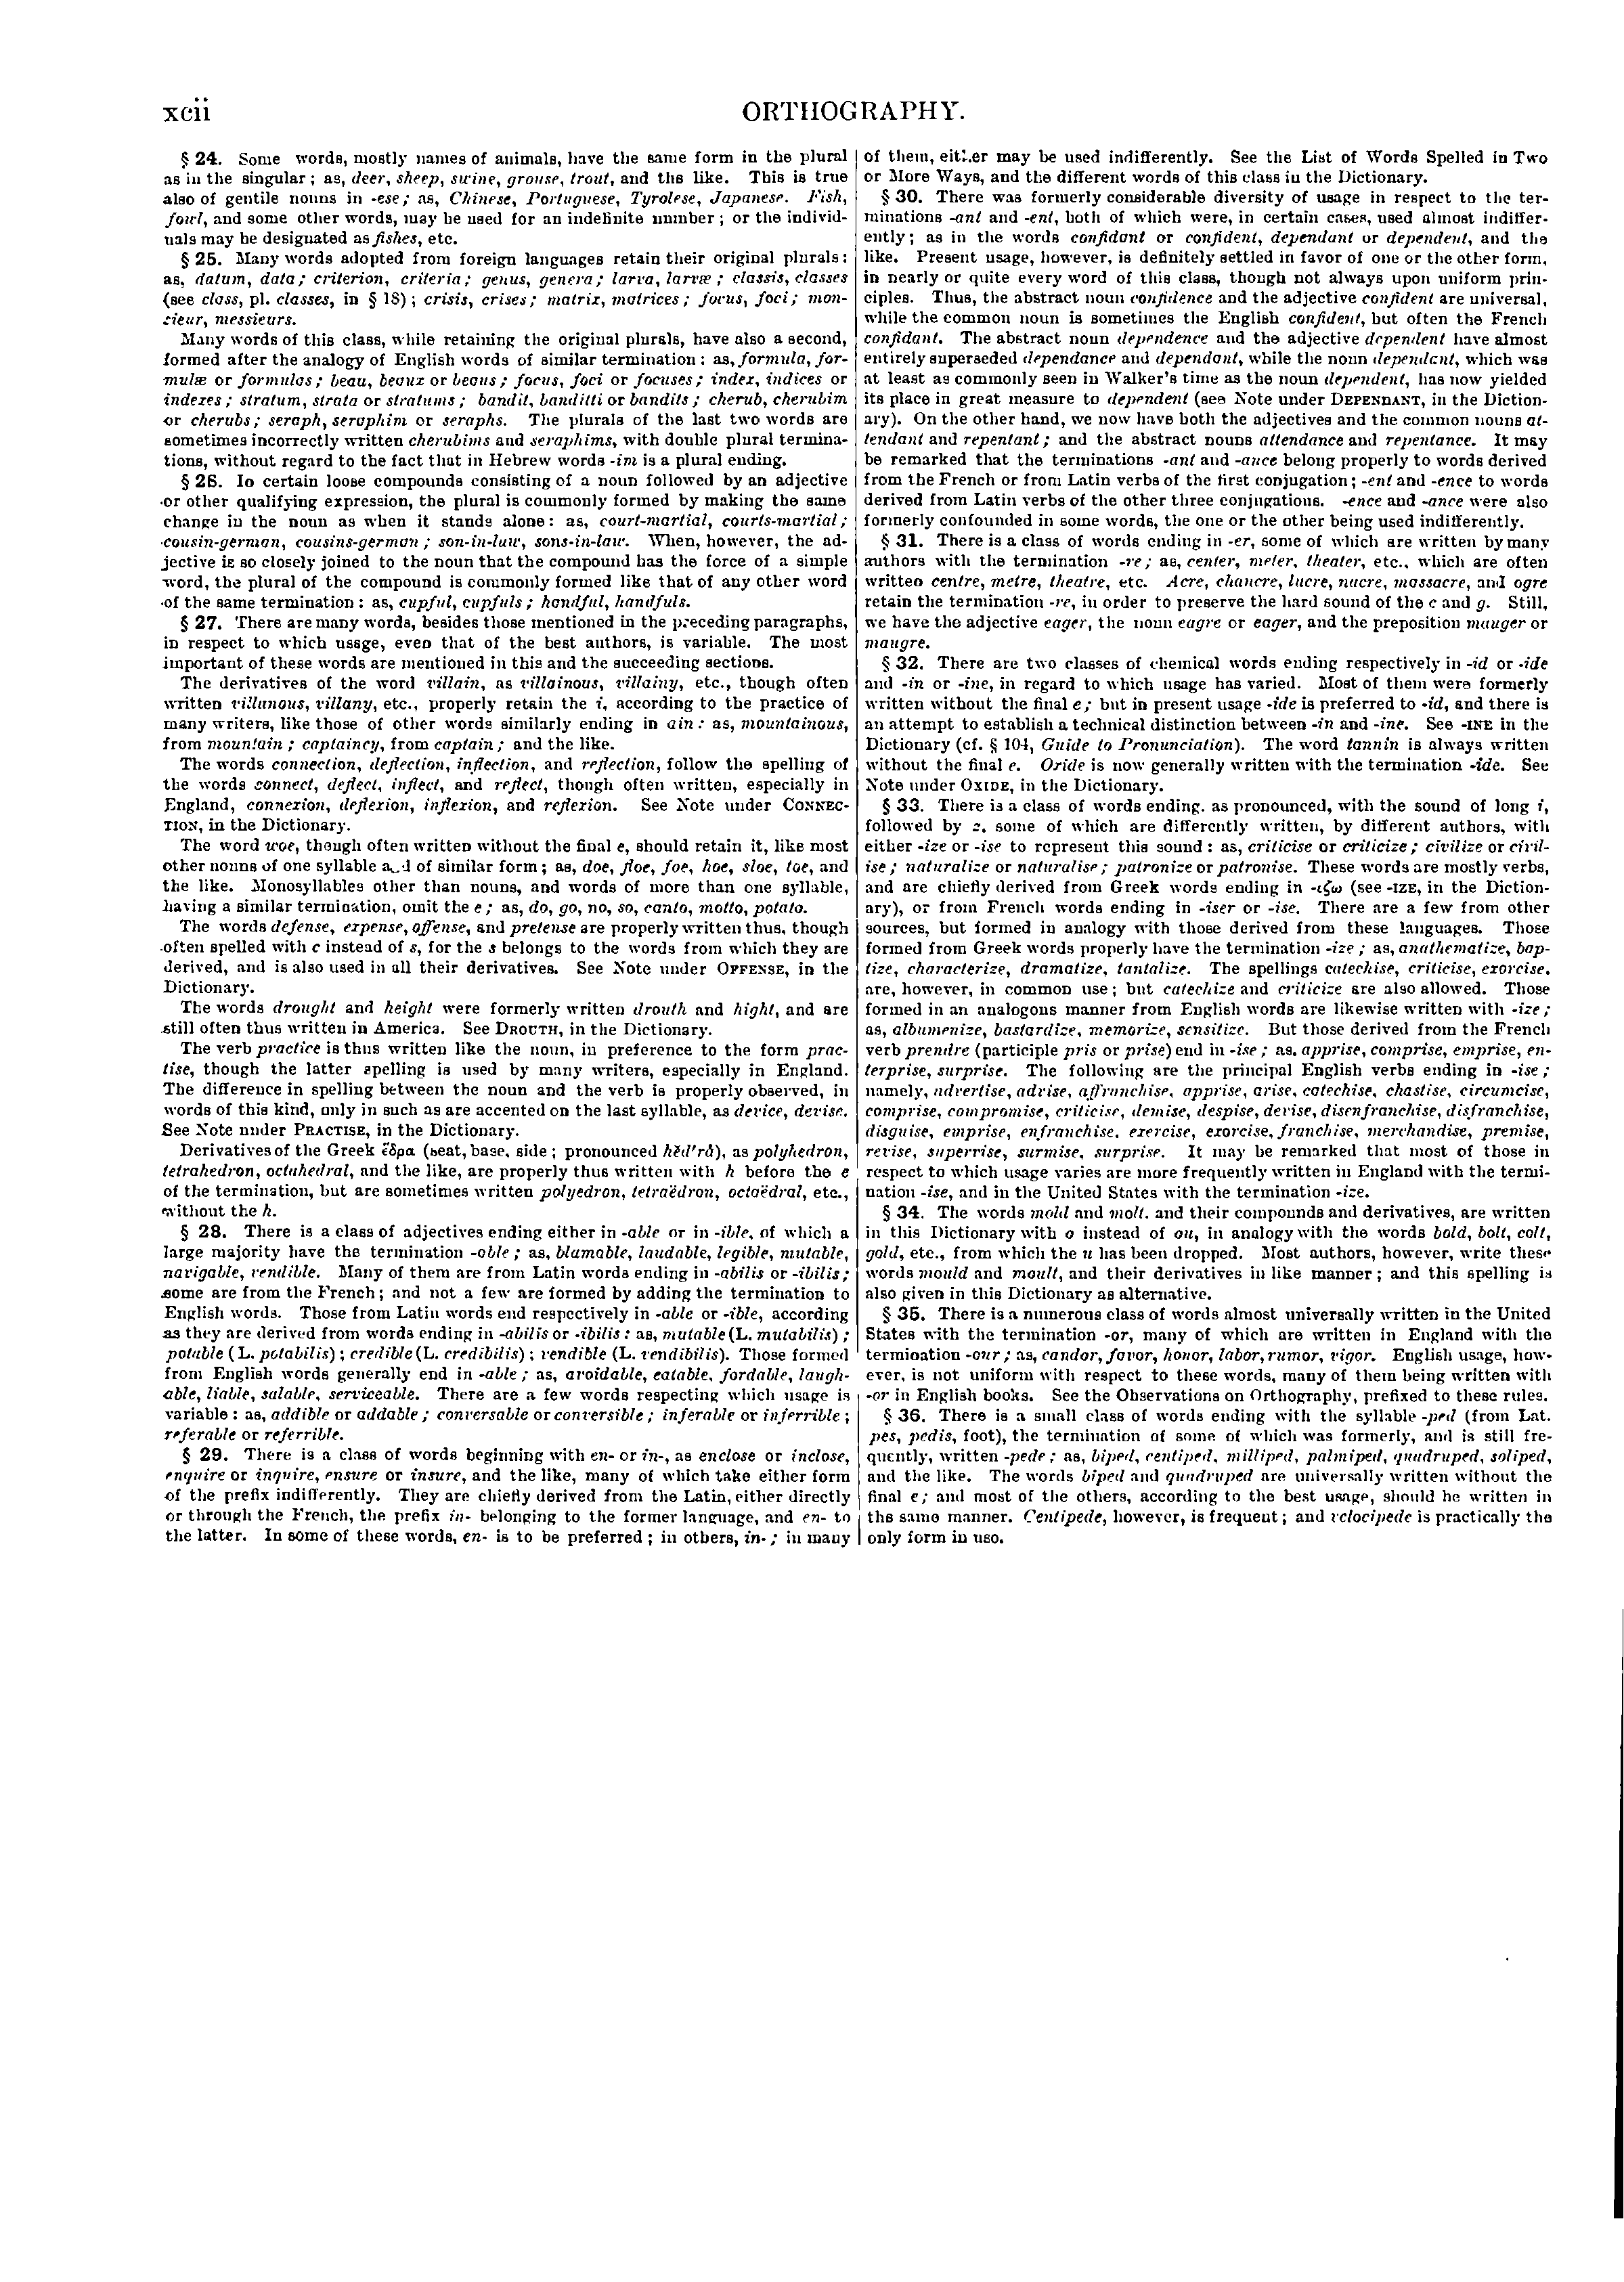 xcii
ORTHOGRAPHY.
§ 24. Some words, mostly names of animals, have the same form in the plural
as in the singular; as, deer, sheep, swine, grouse, trout, and the like. This is true
also of gentile nouns in -ese; as, Chinese, Portuguese, Tyrolese, Japanese. Fish,
fowl, and some other words, may be used for an indefinite number; or the individ-
uals may be designated as fishes, etc.
§ 25. Many words adopted from foreign languages retain their original plurals:
as, datum, data; criterion, criteria; genus, genera; larva, larvæ; classis, classes
(see class, pl. classes, in § 18); crisis, crises; matrix, matrices; focus, foci; mon-
sieur, messieurs.
Many words of this class, while retaining the original plurals, have also a second,
formed after the analogy of English words of similar termination: as, formula, for-
mulæ or formulas; beau, beaux or beaus; focus, foci or focuses; index, indices or
indexes; stratum, strata or stratums; bandit, banditti or bandits; cherub, cherubim
or cherubs; seraph, seraphim or seraphs. The plurals of the last two words are
sometimes incorrectly written cherubims and seraphims, with double plural termina-
tions, without regard to the fact that in Hebrew words -im is a plural ending.
§ 26. In certain loose compounds consisting of a noun followed by an adjective
or other qualifying expression, the plural is commonly formed by making the same
change in the noun as when it stands alone: as, court-martial, courts-martial;
cousin-german, cousins-german; son-in-law, sons-in-law. When, however, the ad-
jective is so closely joined to the noun that the compound has the force of a simple
word, the plural of the compound is commonly formed like that of any other word
of the same termination: as, cupful, cupfuls; handful, handfuls.
§ 27. There are many words, besides those mentioned in the preceding paragraphs,
in respect to which usage, even that of the best authors, is variable. The most
important of these words are mentioned in this and the succeeding sections.
The derivatives of the word villain, as villainous, villainy, etc., though often
written villanous, villany, etc., properly retain the i, according to the practice of
many writers, like those of other words similarly ending in ain: as, mountainous,
from mountain; captaincy, from captain; and the like.
The words connection, deflection, inflection, and reflection, follow the spelling of
the words connect, deflect, inflect, and reflect, though often written, especially in
England, connexion, deflexion, inflexion, and reflexion. See Note under CONNEC-
TION, in the Dictionary.
The word woe, though often written without the final e, should retain it, like most
other nouns of one syllable and of similar form; as, doe, floe, foe, hoe, sloe, toe, and
the like. Monosyllables other than nouns, and words of more than one syllable,
having a similar termination, omit the e; as, do, go, no, so, canto, motto, potato.
The words defense, expense, offense, and pretense are properly written thus, though
often spelled with c instead of s, for the s belongs to the words from which they are
derived, and is also used in all their derivatives. See Note under OFFENSE, in the
Dictionary.
The words drought and height were formerly written drouth and hight, and are
still often thus written in America. See DROUTH, in the Dictionary.
The verb practice is thus written like the noun, in preference to the form prac-
tise, though the latter spelling is used by many writers, especially in England.
The difference in spelling between the noun and the verb is properly observed, in
words of this kind, only in such as are accented on the last syllable, as device, devise.
See Note under PRACTISE, in the Dictionary.
Derivatives of the Greek ἕδρα (seat, base, side; pronounced hĕd'rȧ), as polyhedron,
tetrahedron, octahedral, and the like, are properly thus written with h before the e
of the termination, but are sometimes written polyedron, tetraëdron, octaëdral, etc.,
without the h.
§ 28. There is a class of adjectives ending either in -able or in -ible, of which a
large majority have the termination -able; as, blamable, laudable, legible, mutable,
navigable, vendible. Many of them are from Latin words ending in -abilis or -ibilis;
some are from the French; and not a few are formed by adding the termination to
English words. Those from Latin words end respectively in -able or -ible, according
as they are derived from words ending in -abilis or -ibilis: as, mutable (L. mutabilis);
potable (L. potabilis); credible (L. credibilis); vendible (L. vendibilis). Those formed
from English words generally end in -able; as, avoidable, eatable, fordable, laugh-
able, liable, salable, serviceable. There are a few words respecting which usage is
variable: as, addible or addable; conversable or conversible; inferable or inferrible;
referable or referrible.
§ 29. There is a class of words beginning with en- or in-, as enclose or inclose,
enquire or inquire, ensure or insure, and the like, many of which take either form
of the prefix indifferently. They are chiefly derived from the Latin, either directly
or through the French, the prefix in- belonging to the former language, and en- to
the latter. In some of these words, en- is to be preferred; in others, in-; in many
of them, either may be used indifferently. See the List of Words Spelled in Two
or More Ways, and the different words of this class in the Dictionary.
§ 30. There was formerly considerable diversity of usage in respect to the ter-
minations -ant and -ent, both of which were, in certain cases, used almost indiffer-
ently; as in the words confidant or confident, dependant or dependent, and the
like. Present usage, however, is definitely settled in favor of one or the other form,
in nearly or quite every word of this class, though not always upon uniform prin-
ciples. Thus, the abstract noun confidence and the adjective confident are universal,
while the common noun is sometimes the English confident, but often the French
confidant. The abstract noun dependence and the adjective dependent have almost
entirely superseded dependance and dependant, while the noun dependant, which was
at least as commonly seen in Walker's time as the noun dependent, has now yielded
its place in great measure to dependent (see Note under DEPENDANT, in the Diction-
ary). On the other hand, we now have both the adjectives and the common nouns at-
tendant and repentant; and the abstract nouns attendance and repentance. It may
be remarked that the terminations -ant and -ance belong properly to words derived
from the French or from Latin verbs of the first conjugation; -ent and -ence to words
derived from Latin verbs of the other three conjugations. -ence and -ance were also
formerly confounded in some words, the one or the other being used indifferently.
§ 31. There is a class of words ending in -er, some of which are written by many
authors with the termination -re; as, center, meter, theater, etc., which are often
written centre, metre, theatre, etc. Acre, chancre, lucre, nacre, massacre, and ogre
retain the termination -re, in order to preserve the hard sound of the c and g. Still,
we have the adjective eager, the noun eagre or eager, and the preposition mauger or
maugre.
§ 32. There are two classes of chemical words ending respectively in -id or -ide
and -in or -ine, in regard to which usage has varied. Most of them were formerly
written without the final e; but in present usage -ide is preferred to -id, and there is
an attempt to establish a technical distinction between -in and -ine. See -INE in the
Dictionary (cf. § 104, Guide to Pronunciation). The word tannin is always written
without the final e. Oxide is now generally written with the termination -ide. See
Note under OXIDE, in the Dictionary.
§ 33. There is a class of words ending, as pronounced, with the sound of long i,
followed by z, some of which are differently written, by different authors, with
either -ize or -ise to represent this sound: as, criticise or criticize; civilize or civil-
ise; naturalize or naturalise; patronize or patronise. These words are mostly verbs,
and are chiefly derived from Greek words ending in -ιζω (see -IZE, in the Diction-
ary), or from French words ending in -iser or -ise. There are a few from other
sources, but formed in analogy with those derived from these languages. Those
formed from Greek words properly have the termination -ize; as, anathematize, bap-
tize, characterize, dramatize, tantalize. The spellings catechise, criticise, exorcise,
are, however, in common use; but catechize and criticize are also allowed. Those
formed in an analogous manner from English words are likewise written with -ize;
as, albumenize, bastardize, memorize, sensitize. But those derived from the French
verb prendre (participle pris or prise) end in -ise; as, apprise, comprise, emprise, en-
terprise, surprise. The following are the principal English verbs ending in -ise;
namely, advertise, advise, affranchise, apprise, arise, catechise, chastise, circumcise,
comprise, compromise, criticise, demise, despise, devise, disenfranchise, disfranchise,
disguise, emprise, enfranchise, exercise, exorcise, franchise, merchandise, premise,
revise, supervise, surmise, surprise. It may be remarked that most of those in
respect to which usage varies are more frequently written in England with the termi-
nation -ise, and in the United States with the termination -ize.
§ 34. The words mold and molt, and their compounds and derivatives, are written
in this Dictionary with o instead of ou, in analogy with the words bold, bolt, colt,
gold, etc., from which the u has been dropped. Most authors, however, write these
words mould and moult, and their derivatives in like manner; and this spelling is
also given in this Dictionary as alternative.
§ 35. There is a numerous class of words almost universally written in the United
States with the termination -or, many of which are written in England with the
termination -our; as, candor, favor, honor, labor, rumor, vigor. English usage, how-
ever, is not uniform with respect to these words, many of them being written with
-or in English books. See the Observations on Orthography, prefixed to these rules.
§ 36. There is a small class of words ending with the syllable -ped (from Lat.
pes, pedis, foot), the termination of some of which was formerly, and is still fre-
quently, written -pede; as, biped, centiped, milliped, palmiped, quadruped, soliped,
and the like. The words biped and quadruped are universally written without the
final e; and most of the others, according to the best usage, should be written in
the same manner. Centipede, however, is frequent; and velocipede is practically the
only form in use.